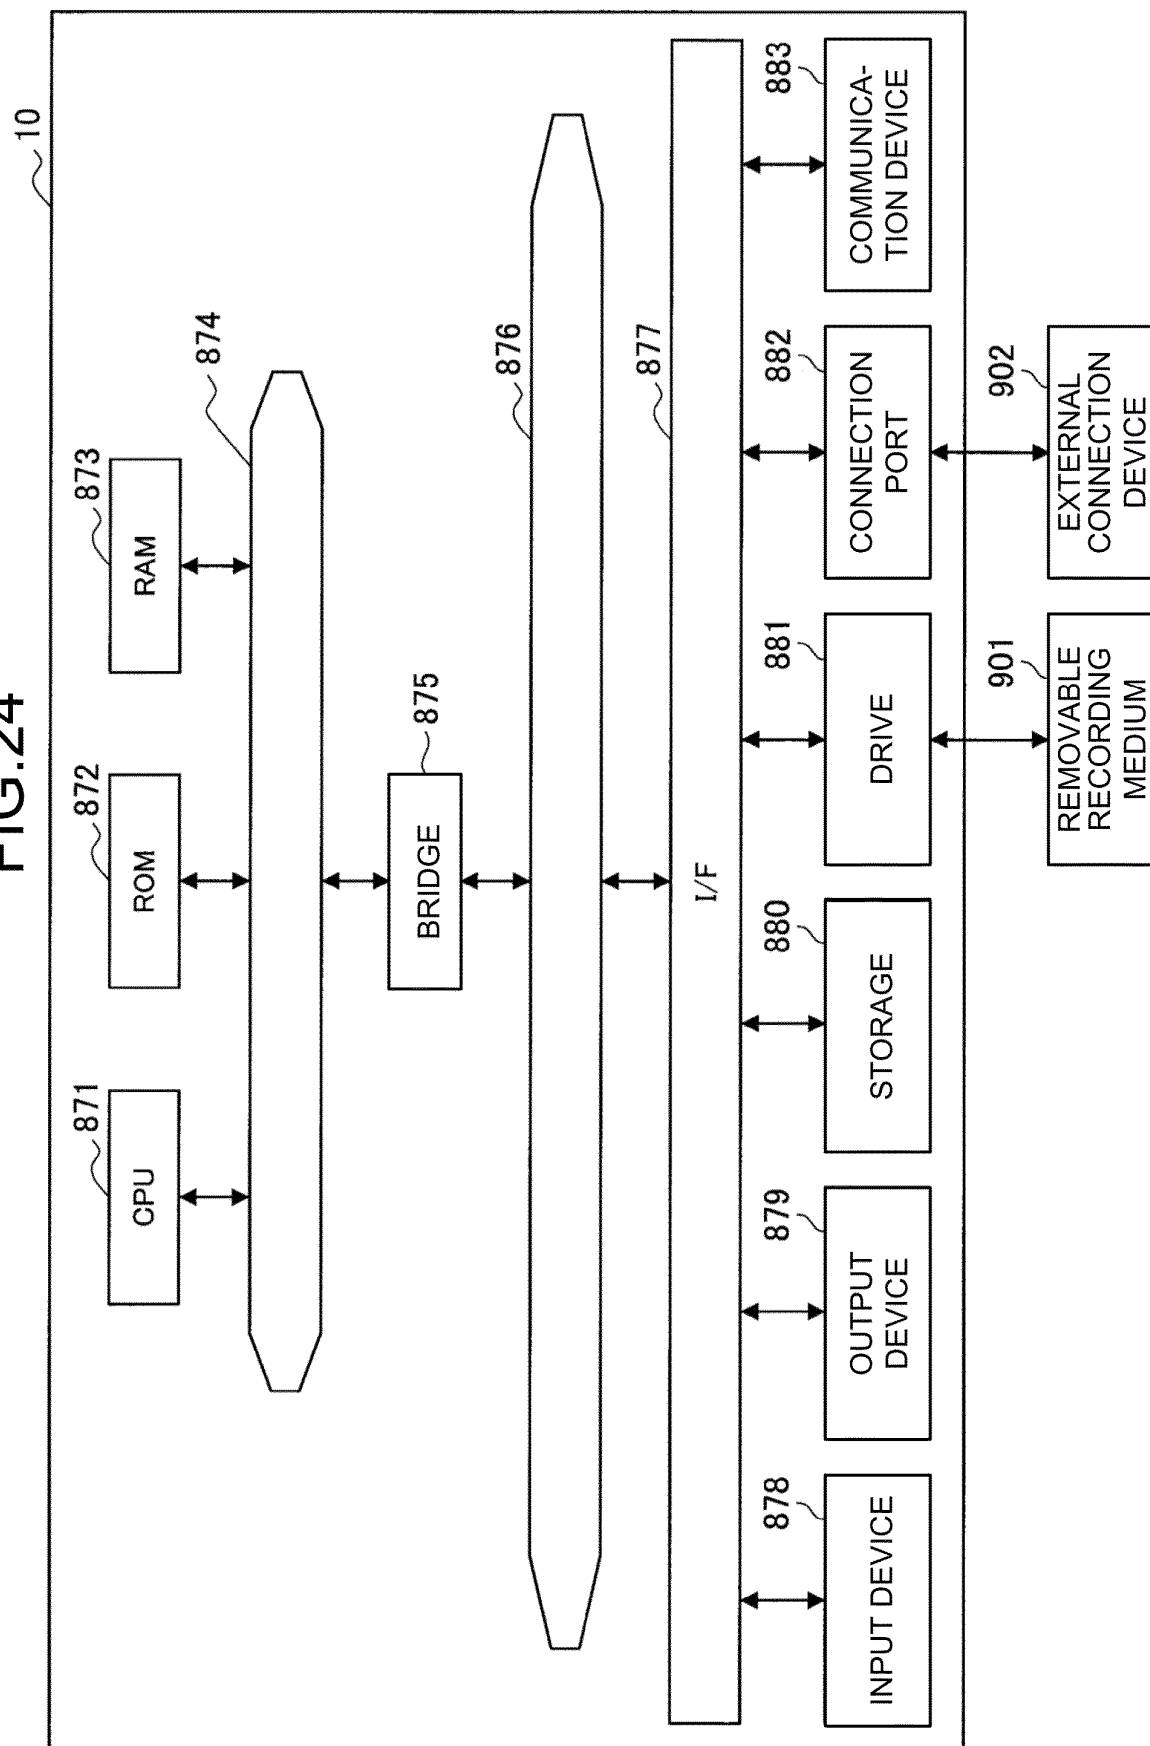 FIG.24
10
871
872
873
CPU
ROM
RAM
874
875
BRIDGE
876
877
I/F
878
879
880
881
882
883
INPUT DEVICE
OUTPUT
DEVICE
STORAGE
DRIVE
CONNECTION
PORT
COMMUNICA-
TION DEVICE
901
902
REMOVABLE
RECORDING
MEDIUM
EXTERNAL
CONNECTION
DEVICE